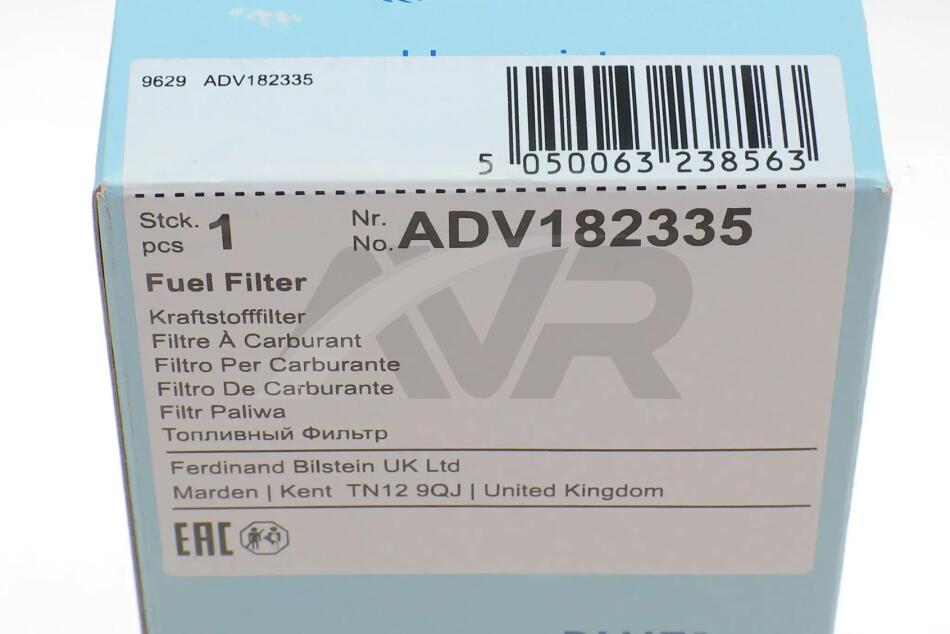 9629 ADV182335
5 050063 238563
Stck. 1 Nr. ADV182335
pcs No.
Fuel Filter
Kraftstofffilter
Filtre À Carburant
Filtro Per Carburante
Filtro De Carburante
Filtr Paliwa
Топливный Фильтр
Ferdinand Bilstein UK Ltd
Marden | Kent TN12 9QJ | United Kingdom
EAC
AVR